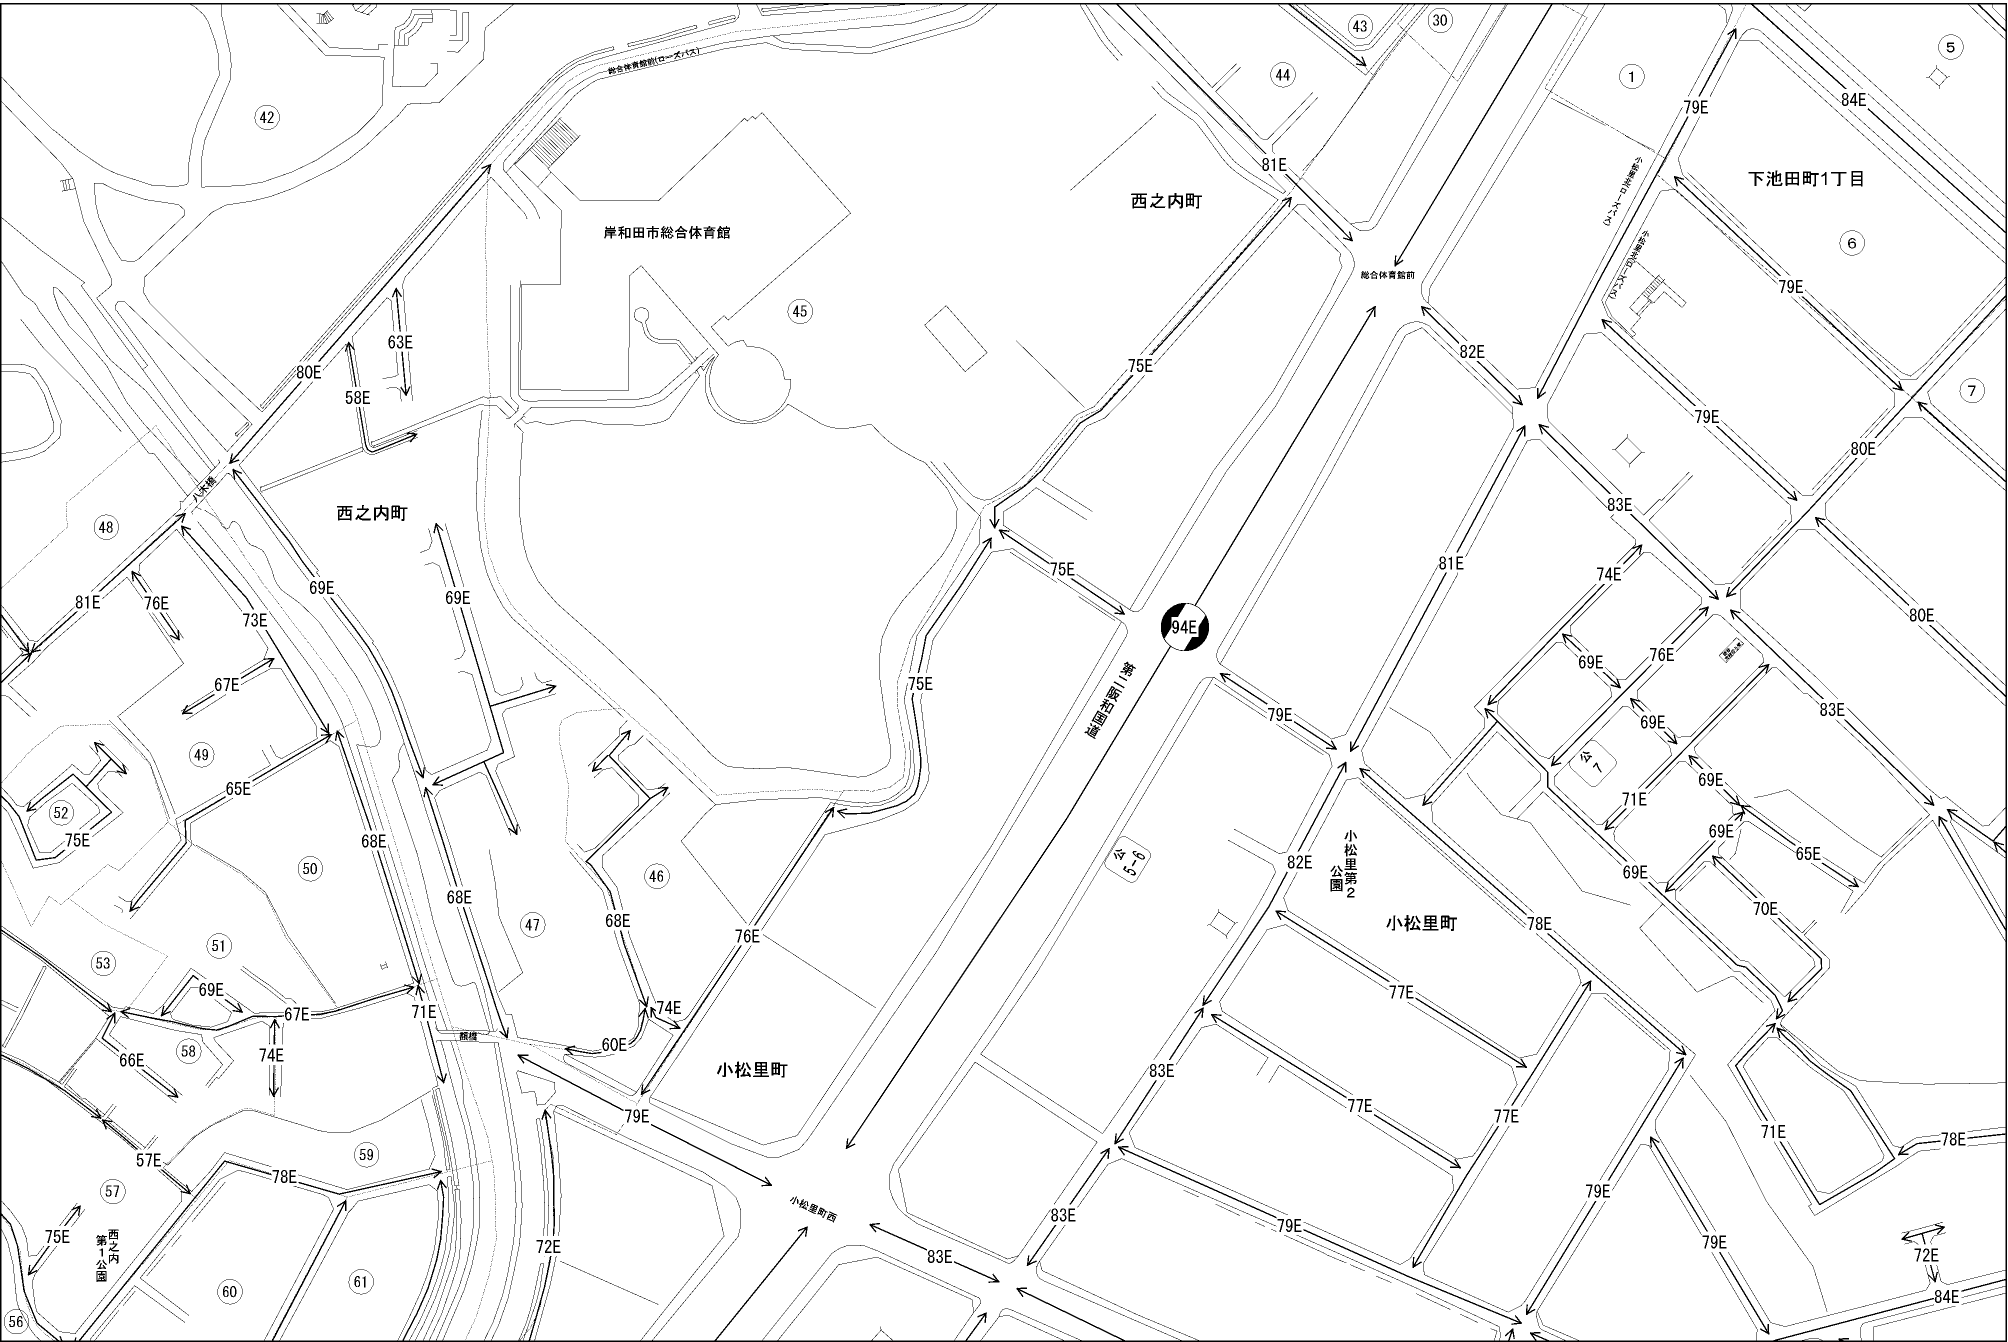 総合体育館前(ローズバス)
43
30
5
44
1
84E
79E
42
81E
下池田町1丁目
西之内町
岸和田市総合体育館
6
総合体育館前
79E
45
63E
82E
80E
75E
58E
7
79E
80E
八木橋
83E
西之内町
48
81E
75E
74E
69E
69E
81E
76E
80E
73E
94E
76E
69E
67E
75E
第二阪和国道
79E
69E
83E
49
公
7
69E
65E
71E
52
69E
75E
68E
65E
公
5-6
小松里第2
公園
82E
50
69E
46
68E
70E
47
68E
小松里町
78E
76E
51
53
69E
77E
74E
67E
71E
額橋
60E
58
74E
66E
小松里町
83E
77E
79E
77E
71E
78E
57E
59
78E
57
79E
小松里町西
83E
79E
75E
西之内
第1公園
72E
83E
79E
72E
61
60
84E
56